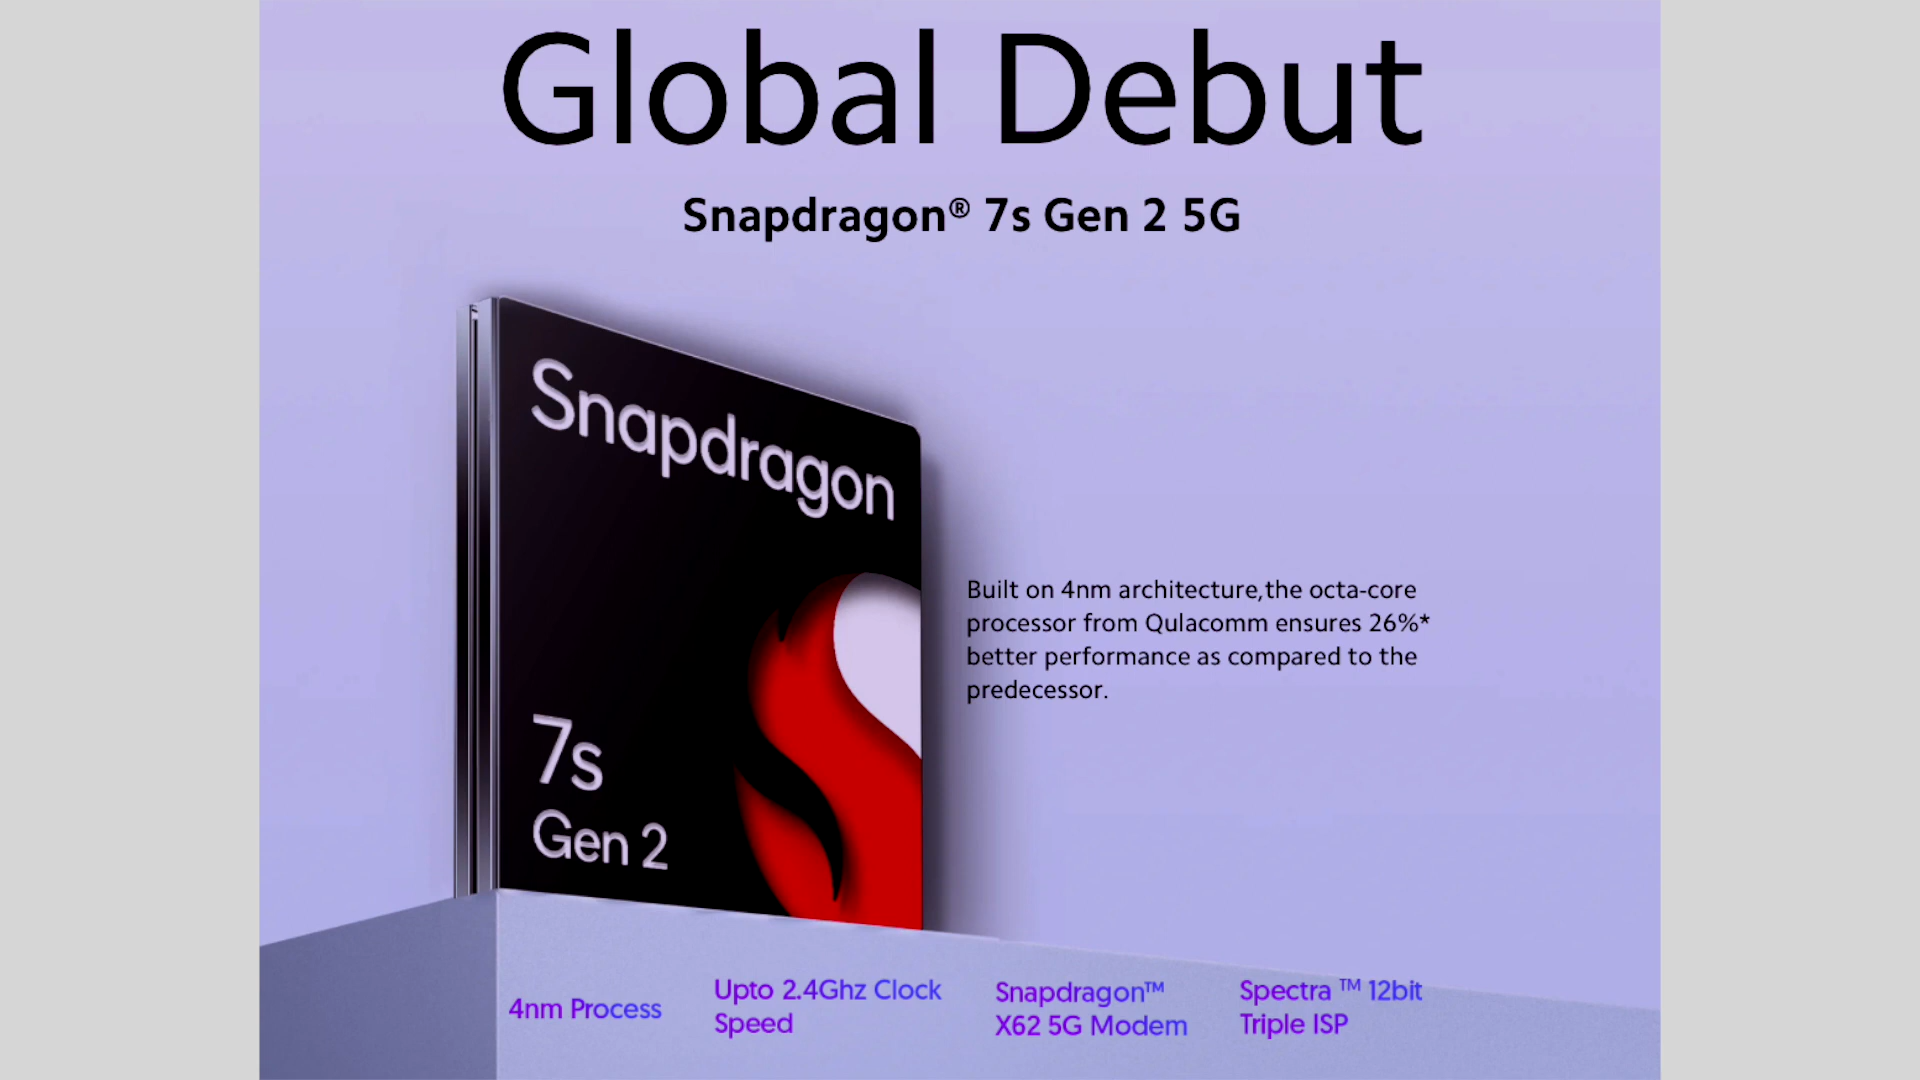 Global Debut
Snapdragon® 7s Gen 2 5G
Snapdragon
7s
Gen 2
Built on 4nm architecture,the octa-core
processor from Qulacomm ensures 26%*
better performance as compared to the
predecessor.
4nm Process
Upto 2.4Ghz Clock
Speed
Snapdragon™
X62 5G Modem
Spectra ™ 12bit
Triple ISP